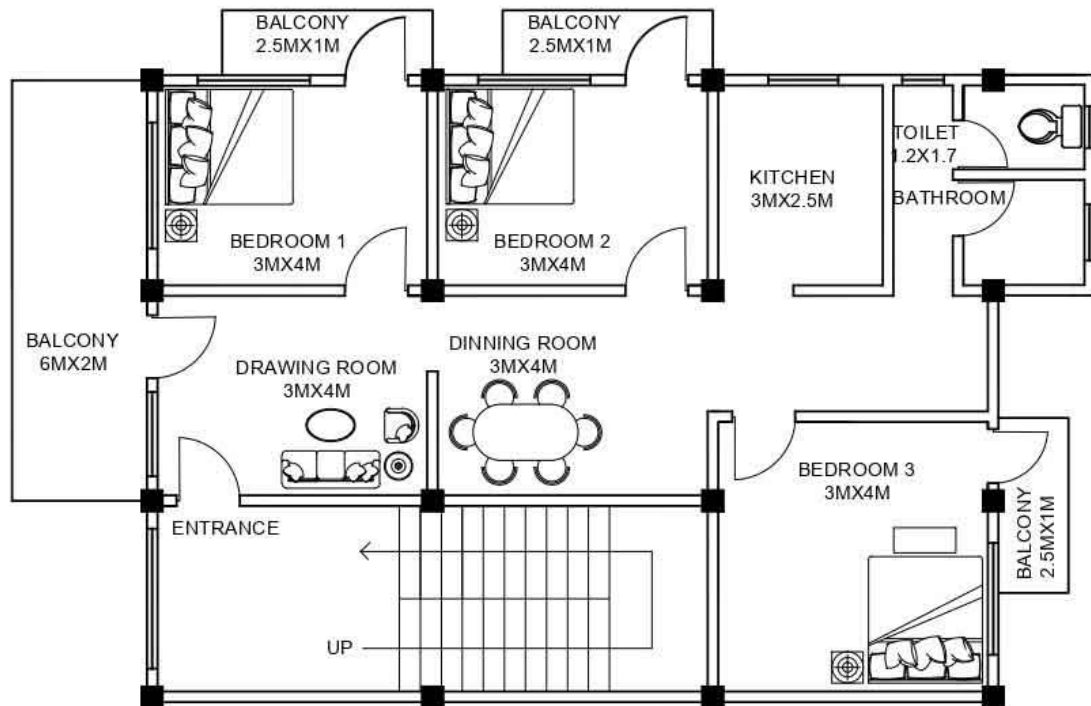 BALCONY
2.5MX1M
BALCONY
2.5MX1M
TOILET
1.2X1.7
KITCHEN
3MX2.5M
BATHROOM
BEDROOM 1
3MX4M
BEDROOM 2
3MX4M
BALCONY
6MX2M
DRAWING ROOM
3MX4M
DINNING ROOM
3MX4M
BEDROOM 3
3MX4M
BALCONY
2.5MX1M
ENTRANCE
UP